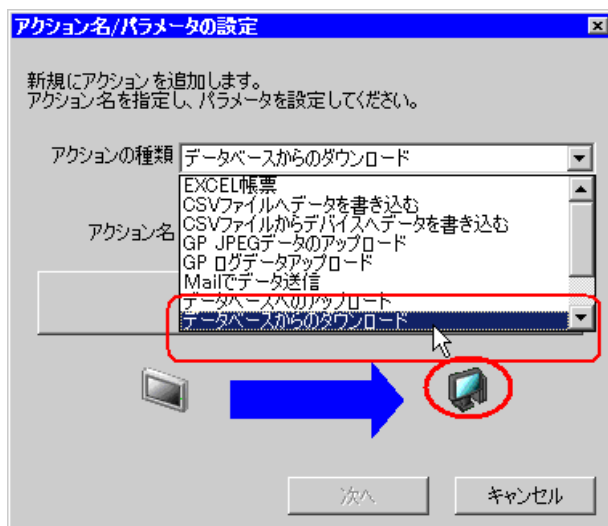 アクション名/パラメータの設定
新規にアクションを追加します。
アクション名を指定し、パラメータを設定してください。
アクションの種類 データベースからのダウンロード
EXCEL帳票
CSVファイルへデータを書き込む
アクション名 CSVファイルからデバイスへデータを書き込む
GP JPEGデータのアップロード
GP ログデータアップロード
Mailでデータ送信
データベースへのアップロード
データベースからのダウンロード
次へ キャンセル